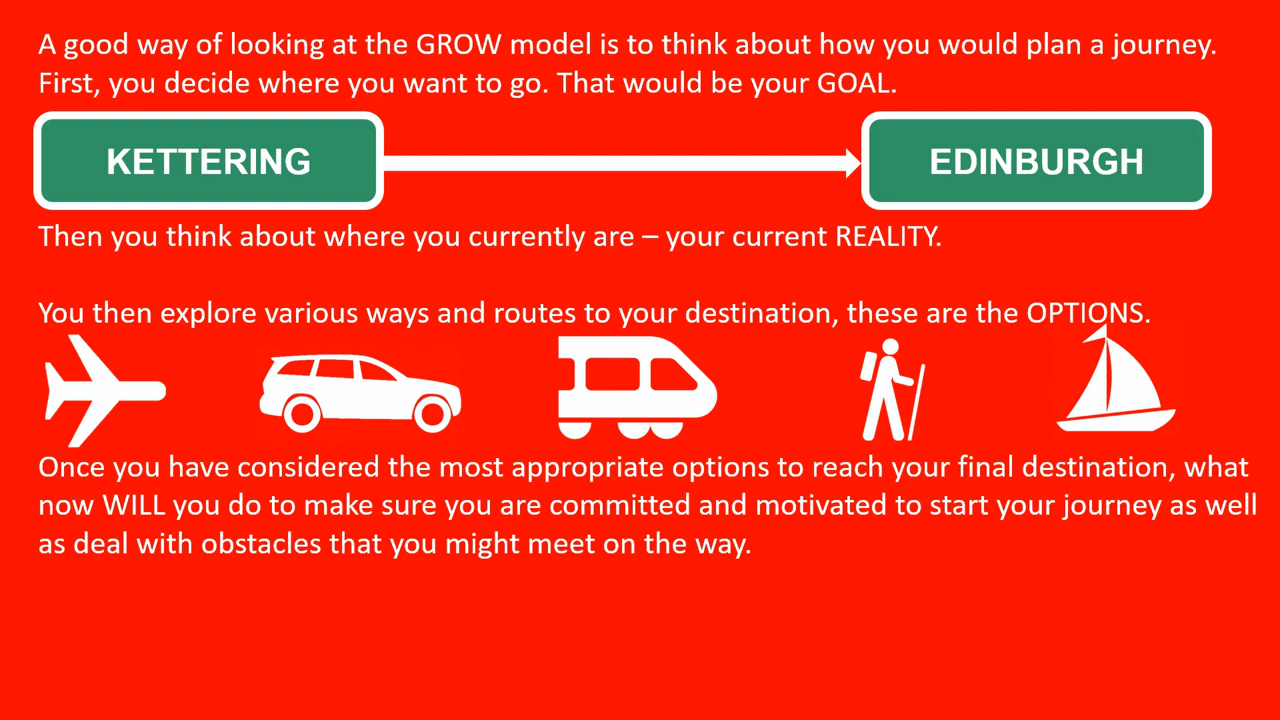 A good way of looking at the GROW model is to think about how you would plan a journey.
First, you decide where you want to go. That would be your GOAL.
KETTERING
EDINBURGH
Then you think about where you currently are – your current REALITY.
You then explore various ways and routes to your destination, these are the OPTIONS.
Once you have considered the most appropriate options to reach your final destination, what
now WILL you do to make sure you are committed and motivated to start your journey as well
as deal with obstacles that you might meet on the way.